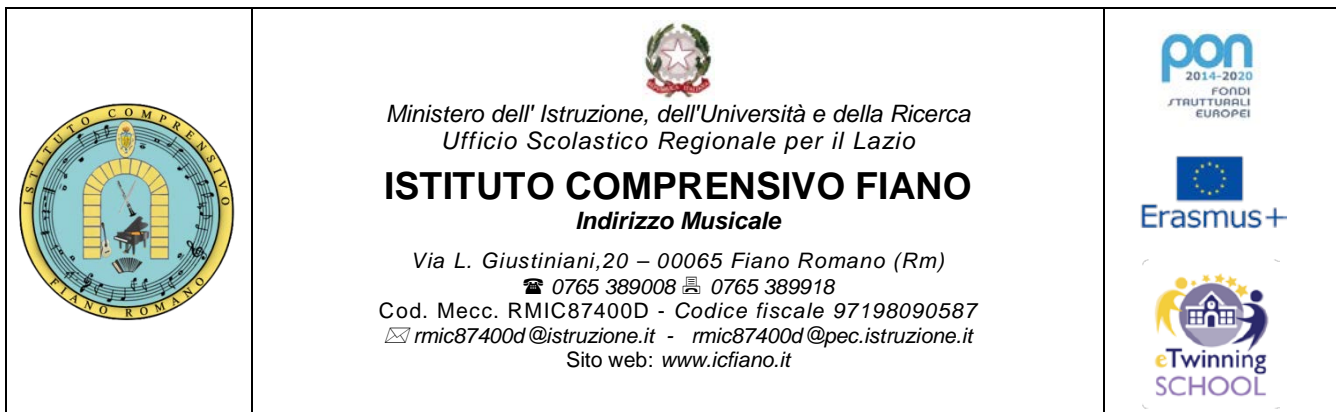 ISTITUTO COMPRENSIVO
FIANO ROMANO
Ministero dell' Istruzione, dell'Università e della Ricerca
Ufficio Scolastico Regionale per il Lazio
ISTITUTO COMPRENSIVO FIANO
Indirizzo Musicale
Via L. Giustiniani,20 – 00065 Fiano Romano (Rm)
☎ 0765 389008 📠 0765 389918
Cod. Mecc. RMIC87400D - Codice fiscale 97198090587
✉ rmic87400d@istruzione.it - rmic87400d@pec.istruzione.it
Sito web: www.icfiano.it
pon
2014-2020
FONDI
STRUTTURALI
EUROPEI
Erasmus+
eTwinning
SCHOOL